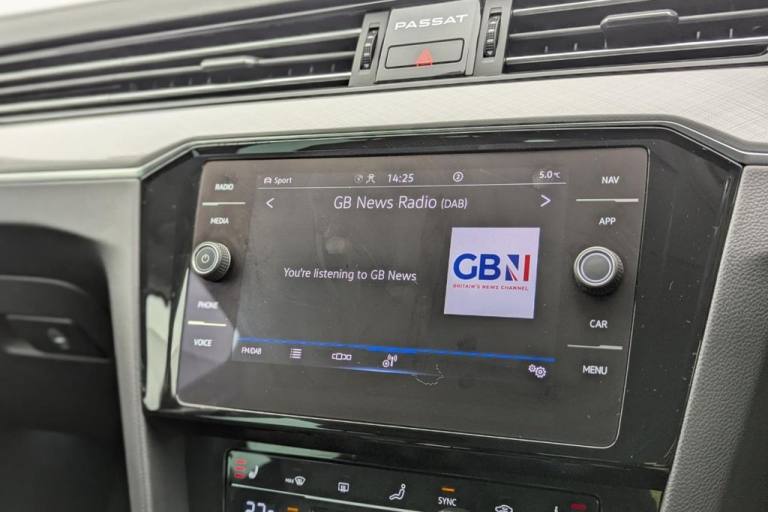 PASSAT
RADIO
MEDIA
PHONE
VOICE
Sport 14:25 5.0°C
< GB News Radio (DAB) >
You're listening to GB News
GBN
BRITAIN'S NEWS CHANNEL
FM/DAB
NAV
APP
CAR
MENU
MAX
SYNC